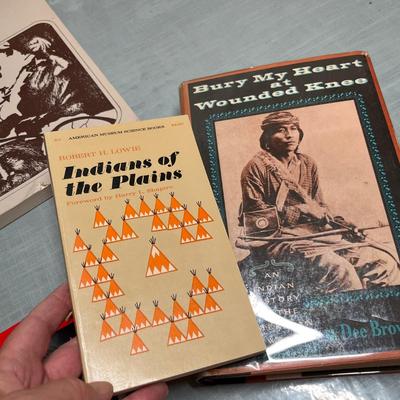 AMERICAN MUSEUM SCIENCE BOOKS
ROBERT H. LOWIE
Indians of
the Plains
Foreword by Harry L. Shapiro
Bury My Heart
at
Wounded Knee
AN
INDIAN
HISTORY
THE
Dee Brow